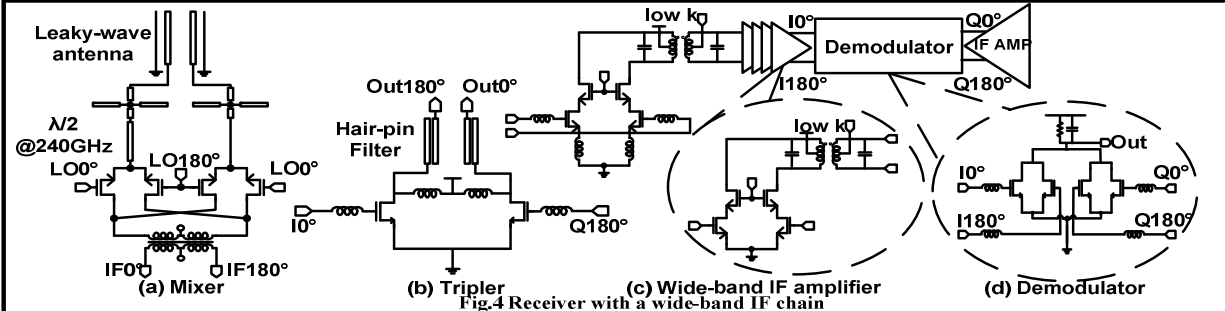 Leaky-wave
antenna
λ/2
@240GHz
LO180°
LO0°
LO0°
IF0°
IF180°
(a) Mixer
Out180°
Out0°
Hair-pin
Filter
I0°
Q180°
(b) Tripler
low k
I0°
I180°
Demodulator
Q0°
Q180°
IF AMP
low k
(c) Wide-band IF amplifier
Out
I0°
I180°
Q0°
Q180°
(d) Demodulator
Fig.4 Receiver with a wide-band IF chain